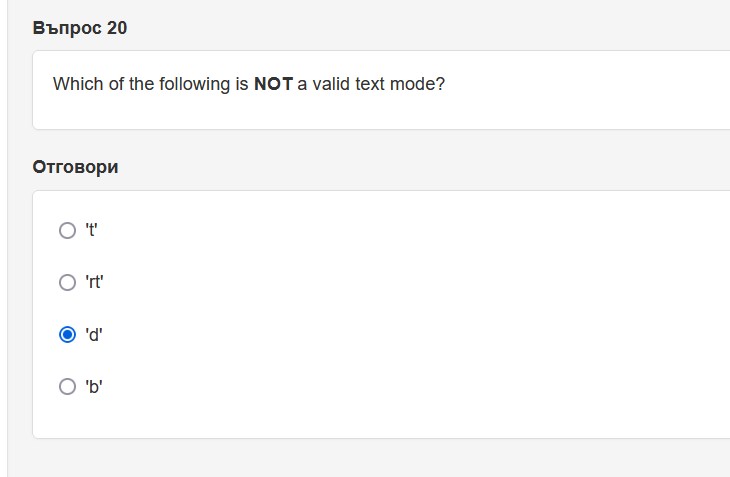 Въпрос 20
Which of the following is NOT a valid text mode?
Отговори
't'
'rt'
'd'
'b'